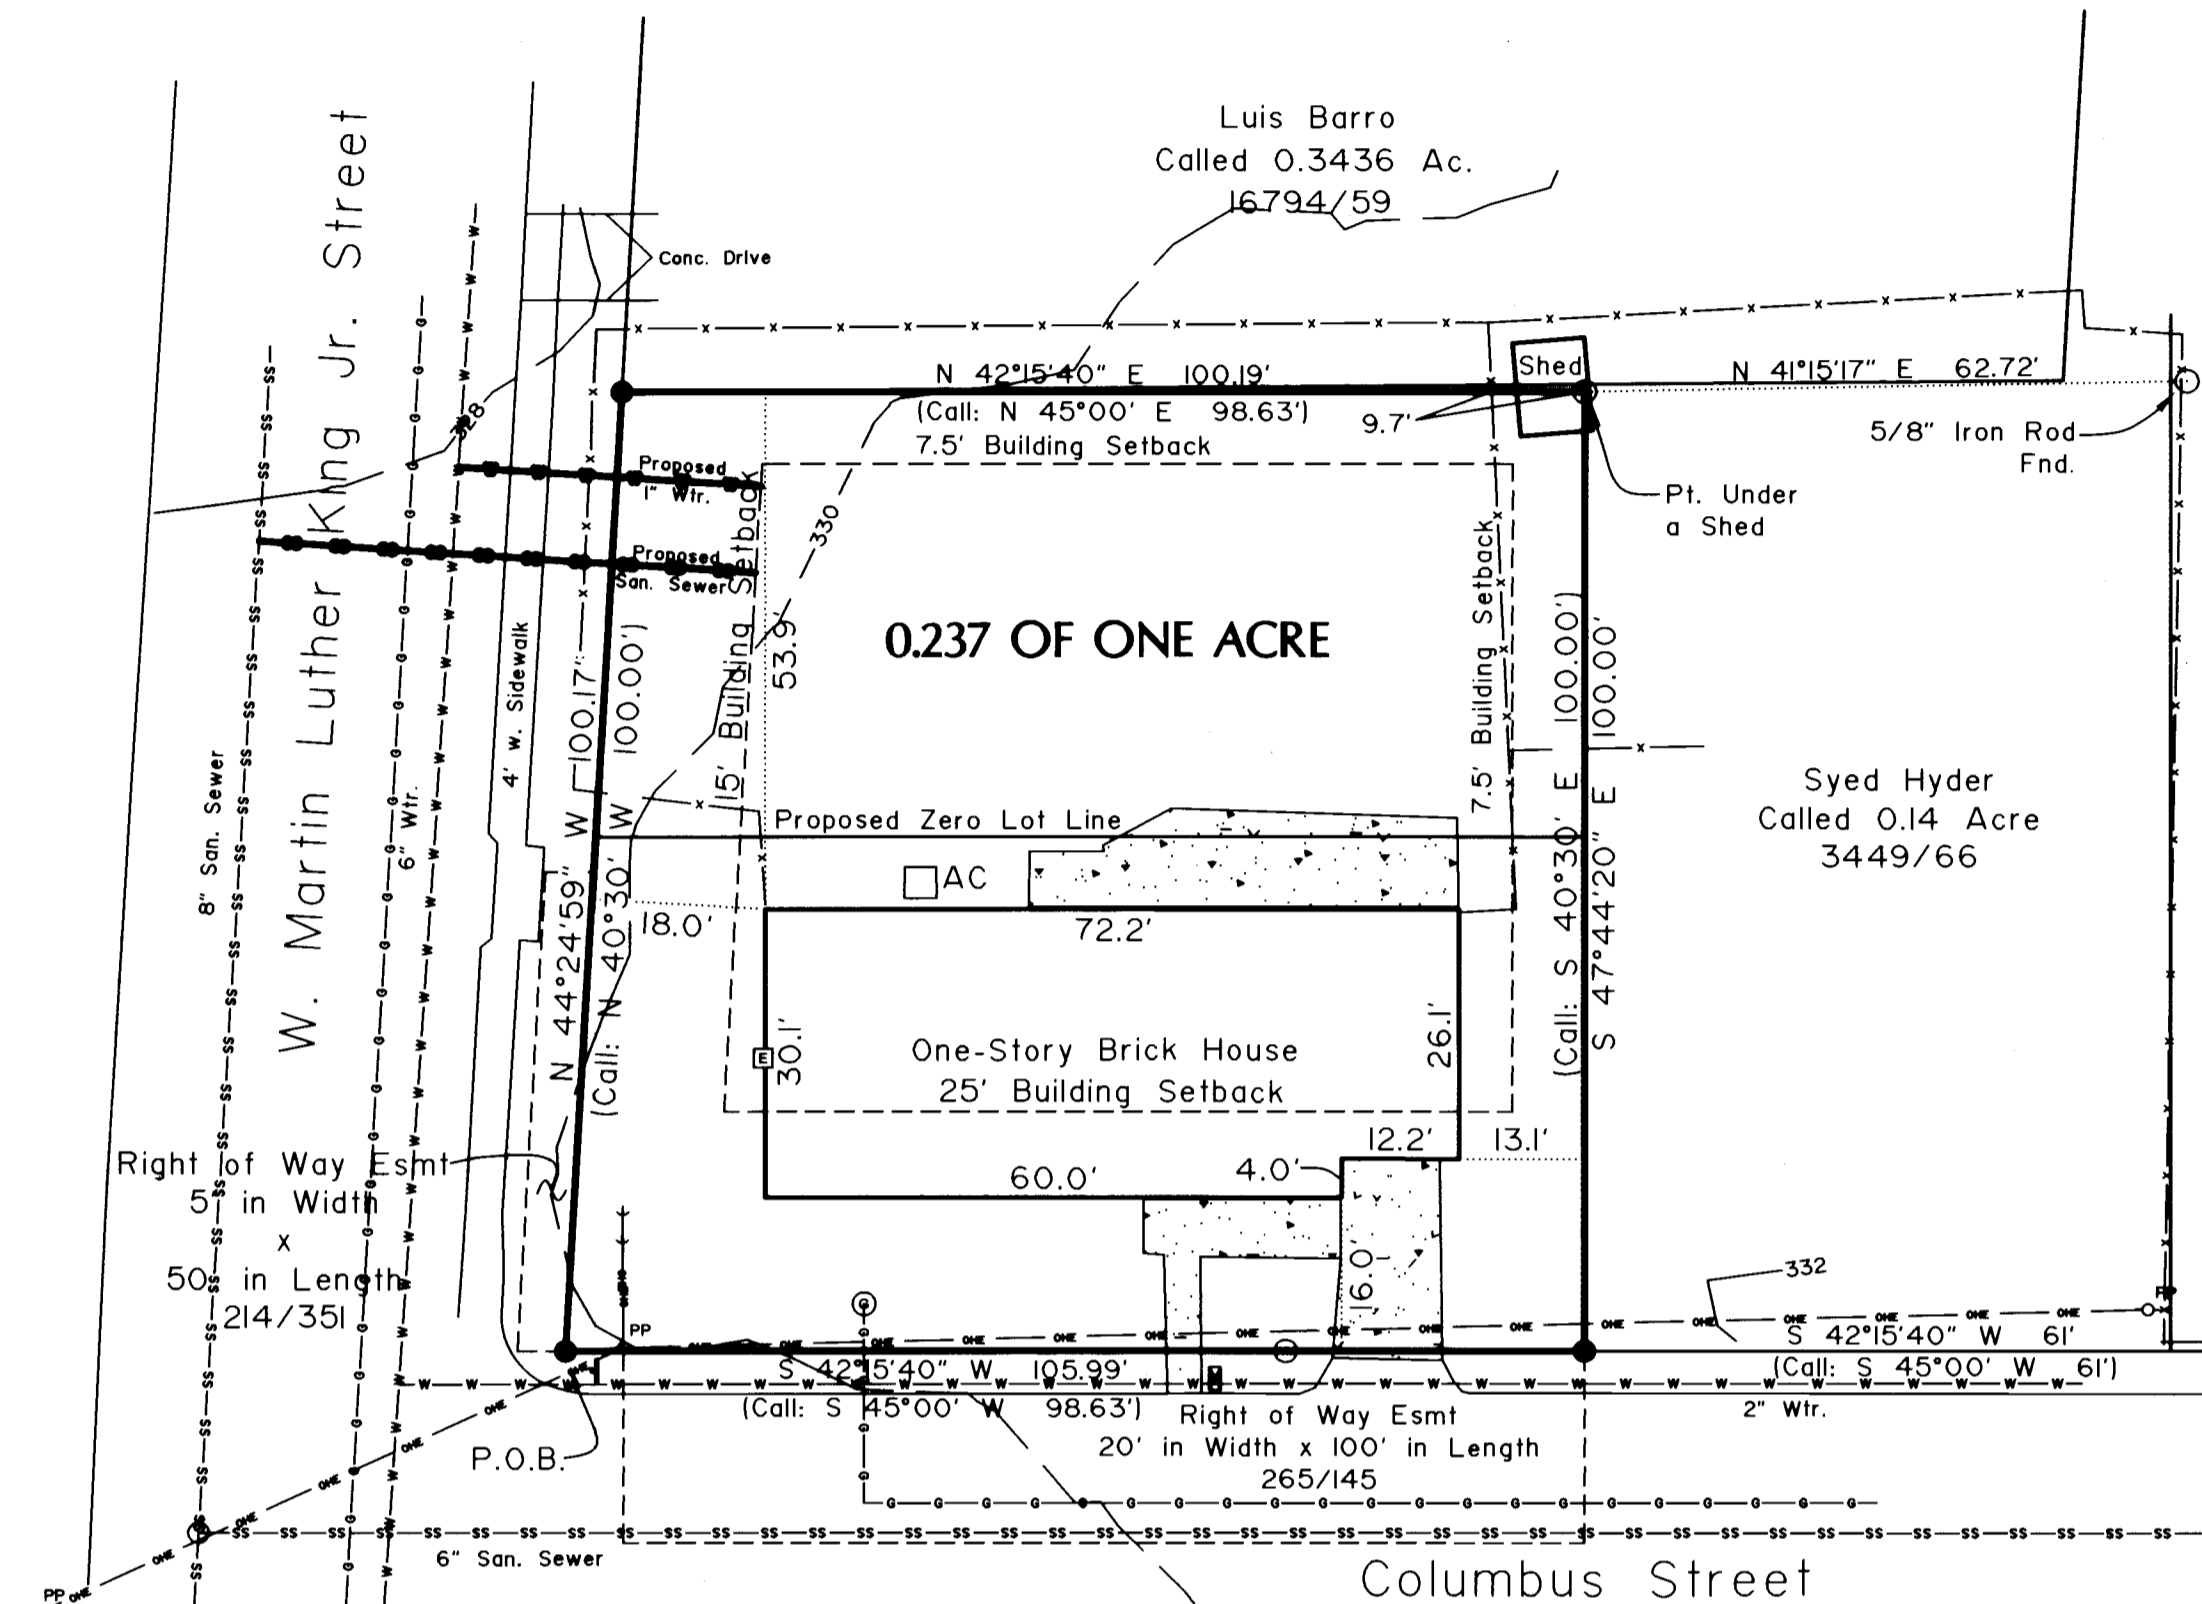 Luis Barro
Called 0.3436 Ac.
16794/59
Conc. Drive
W. Martin Luther King Jr. Street
328
N 42°15'40" E 100.19'
(Call: N 45°00' E 98.63')
7.5' Building Setback
9.7'
Shed
N 41°15'17" E 62.72'
5/8" Iron Rod
Fnd.
Pt. Under
a Shed
Proposed
1" Wtr.
Proposed
San. Sewer
330
15' Building Setback
53.9'
0.237 OF ONE ACRE
7.5' Building Setback
(Call: S 40°30' E 100.00')
S 47°44'20" E 100.00'
4' W. Sidewalk
N 44°24'59" W 100.17'
(Call: N 40°30' W 100.00')
8" San. Sewer
6" Wtr.
Syed Hyder
Called 0.14 Acre
3449/66
Proposed Zero Lot Line
AC
18.0'
72.2'
30.1'
E
One-Story Brick House
25' Building Setback
26.1'
12.2'
13.1'
4.0'
60.0'
16.0'
Right of Way Esmt
5' in Width
x
50' in Length
214/351
332
PP
PP
S 42°15'40" W 105.99'
(Call: S 45°00' W 98.63')
S 42°15'40" W 61'
(Call: S 45°00' W 61')
2" Wtr.
Right of Way Esmt
20' in Width x 100' in Length
265/145
P.O.B.
6" San. Sewer
PP
Columbus Street